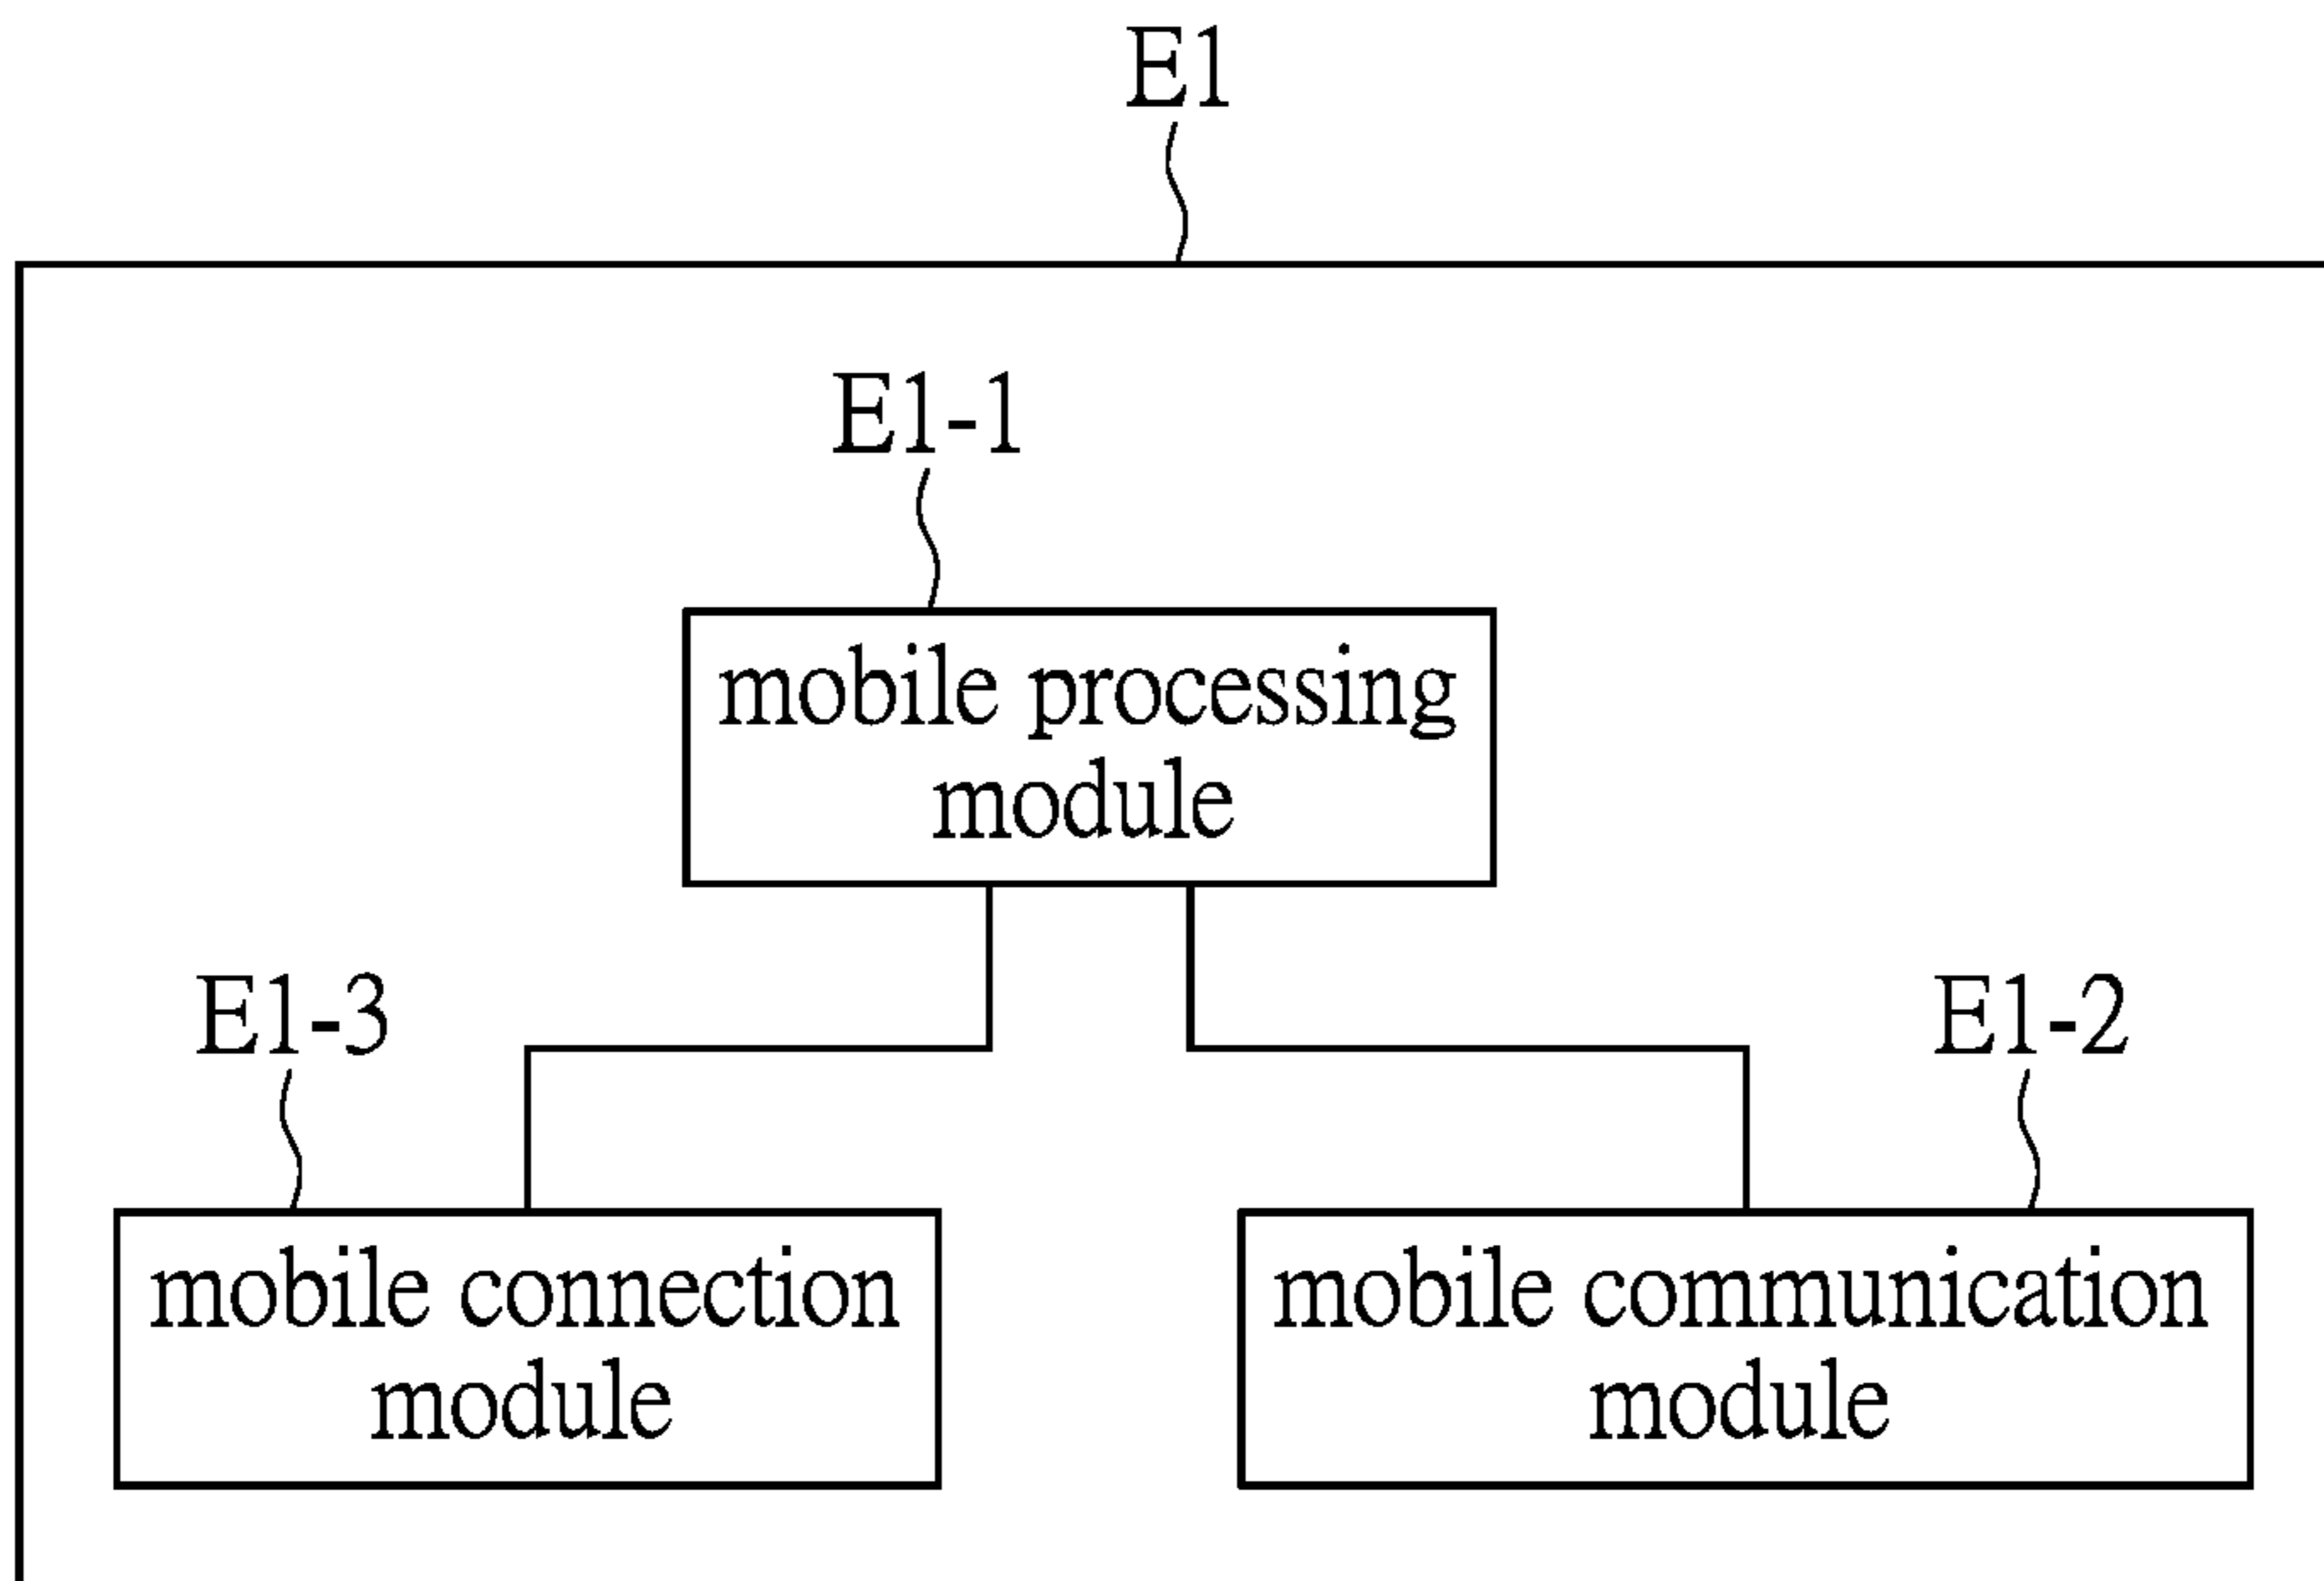 E1
E1-1
mobile processing
module
E1-3
E1-2
mobile connection
module
mobile communication
module